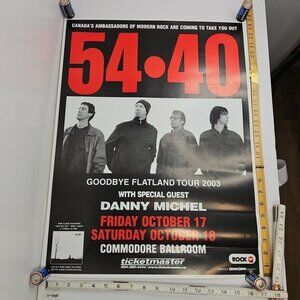 CANADA'S AMBASSADORS OF MODERN ROCK ARE COMING TO TAKE YOU OUT
54•40
GOODBYE FLATLAND TOUR 2003
WITH SPECIAL GUEST
DANNY MICHEL
FRIDAY OCTOBER 17
SATURDAY OCTOBER 18
COMMODORE BALLROOM
ticketmaster
ROCK